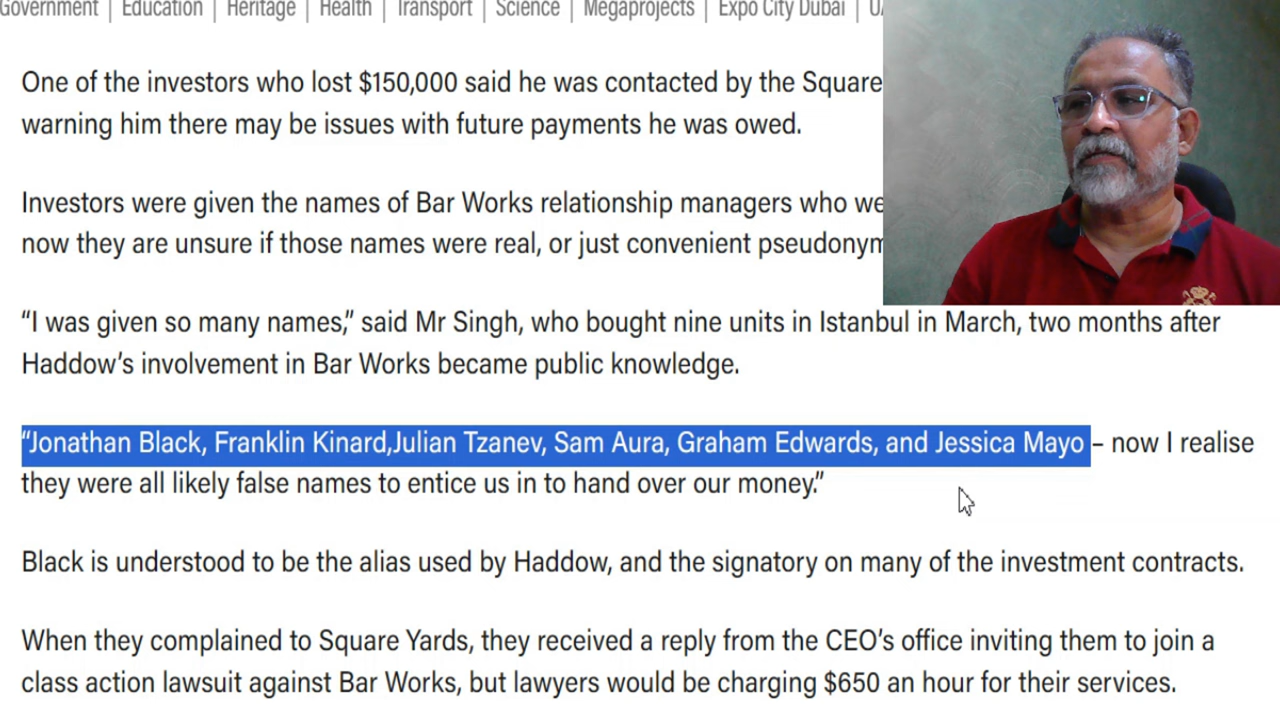 Government | Education | Heritage | Health | Transport | Science | Megaprojects | Expo City Dubai |
One of the investors who lost $150,000 said he was contacted by the Square
warning him there may be issues with future payments he was owed.
Investors were given the names of Bar Works relationship managers who we
now they are unsure if those names were real, or just convenient pseudonym
“I was given so many names,” said Mr Singh, who bought nine units in Istanbul in March, two months after
Haddow’s involvement in Bar Works became public knowledge.
“Jonathan Black, Franklin Kinard,Julian Tzanev, Sam Aura, Graham Edwards, and Jessica Mayo – now I realise
they were all likely false names to entice us in to hand over our money.”
Black is understood to be the alias used by Haddow, and the signatory on many of the investment contracts.
When they complained to Square Yards, they received a reply from the CEO’s office inviting them to join a
class action lawsuit against Bar Works, but lawyers would be charging $650 an hour for their services.